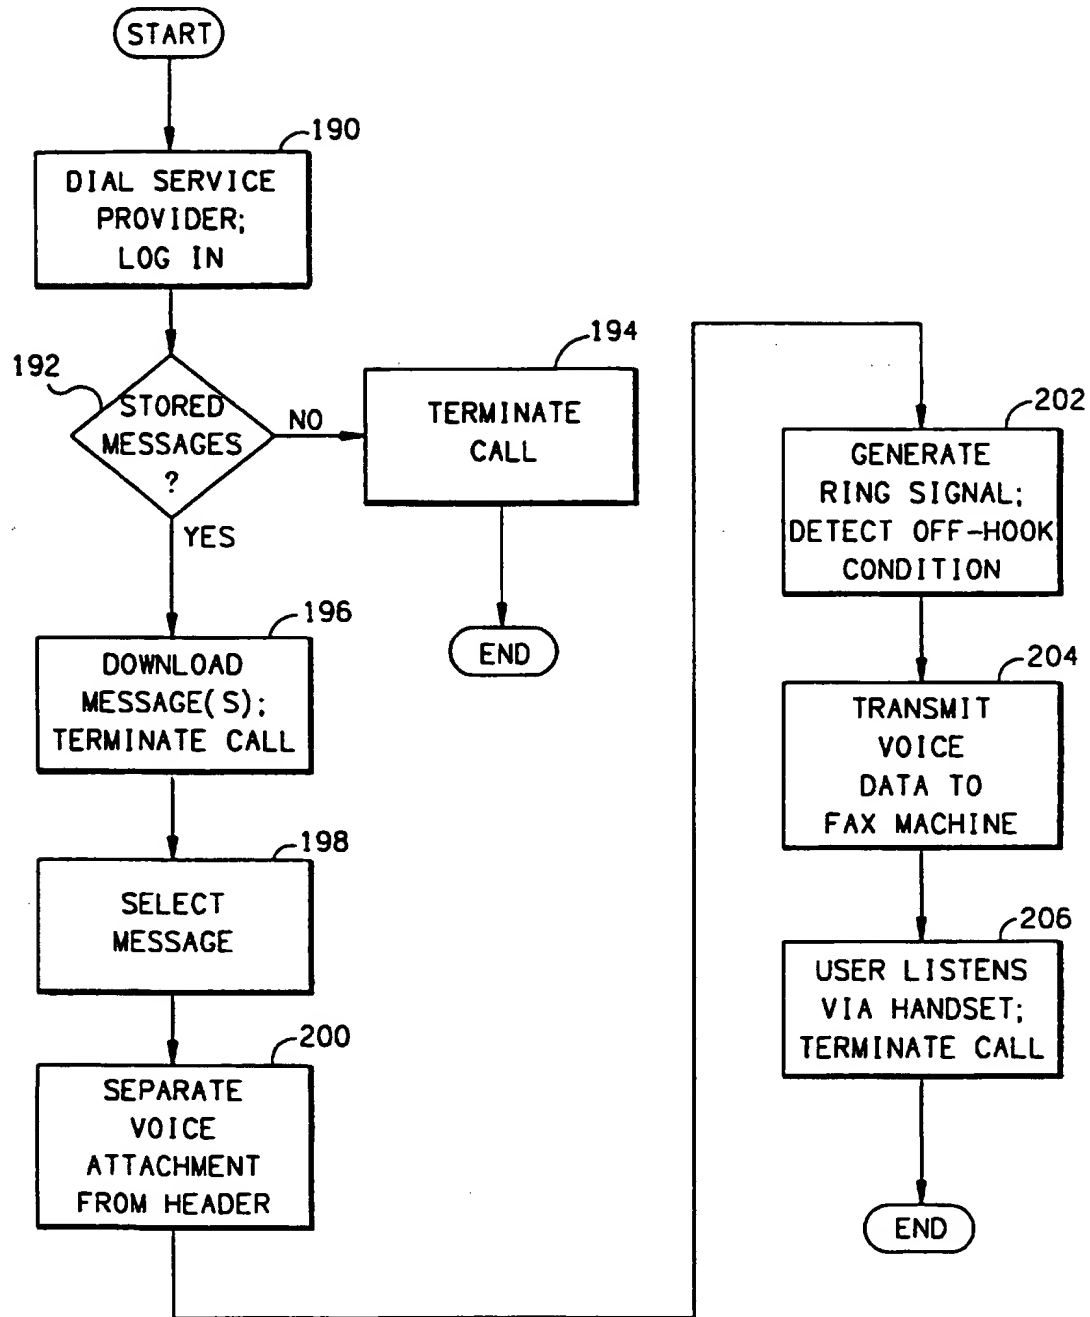 START
190
DIAL SERVICE
PROVIDER;
LOG IN
192
STORED
MESSAGES
?
NO
YES
194
TERMINATE
CALL
END
196
DOWNLOAD
MESSAGE(S);
TERMINATE CALL
198
SELECT
MESSAGE
200
SEPARATE
VOICE
ATTACHMENT
FROM HEADER
202
GENERATE
RING SIGNAL;
DETECT OFF-HOOK
CONDITION
204
TRANSMIT
VOICE
DATA TO
FAX MACHINE
206
USER LISTENS
VIA HANDSET;
TERMINATE CALL
END